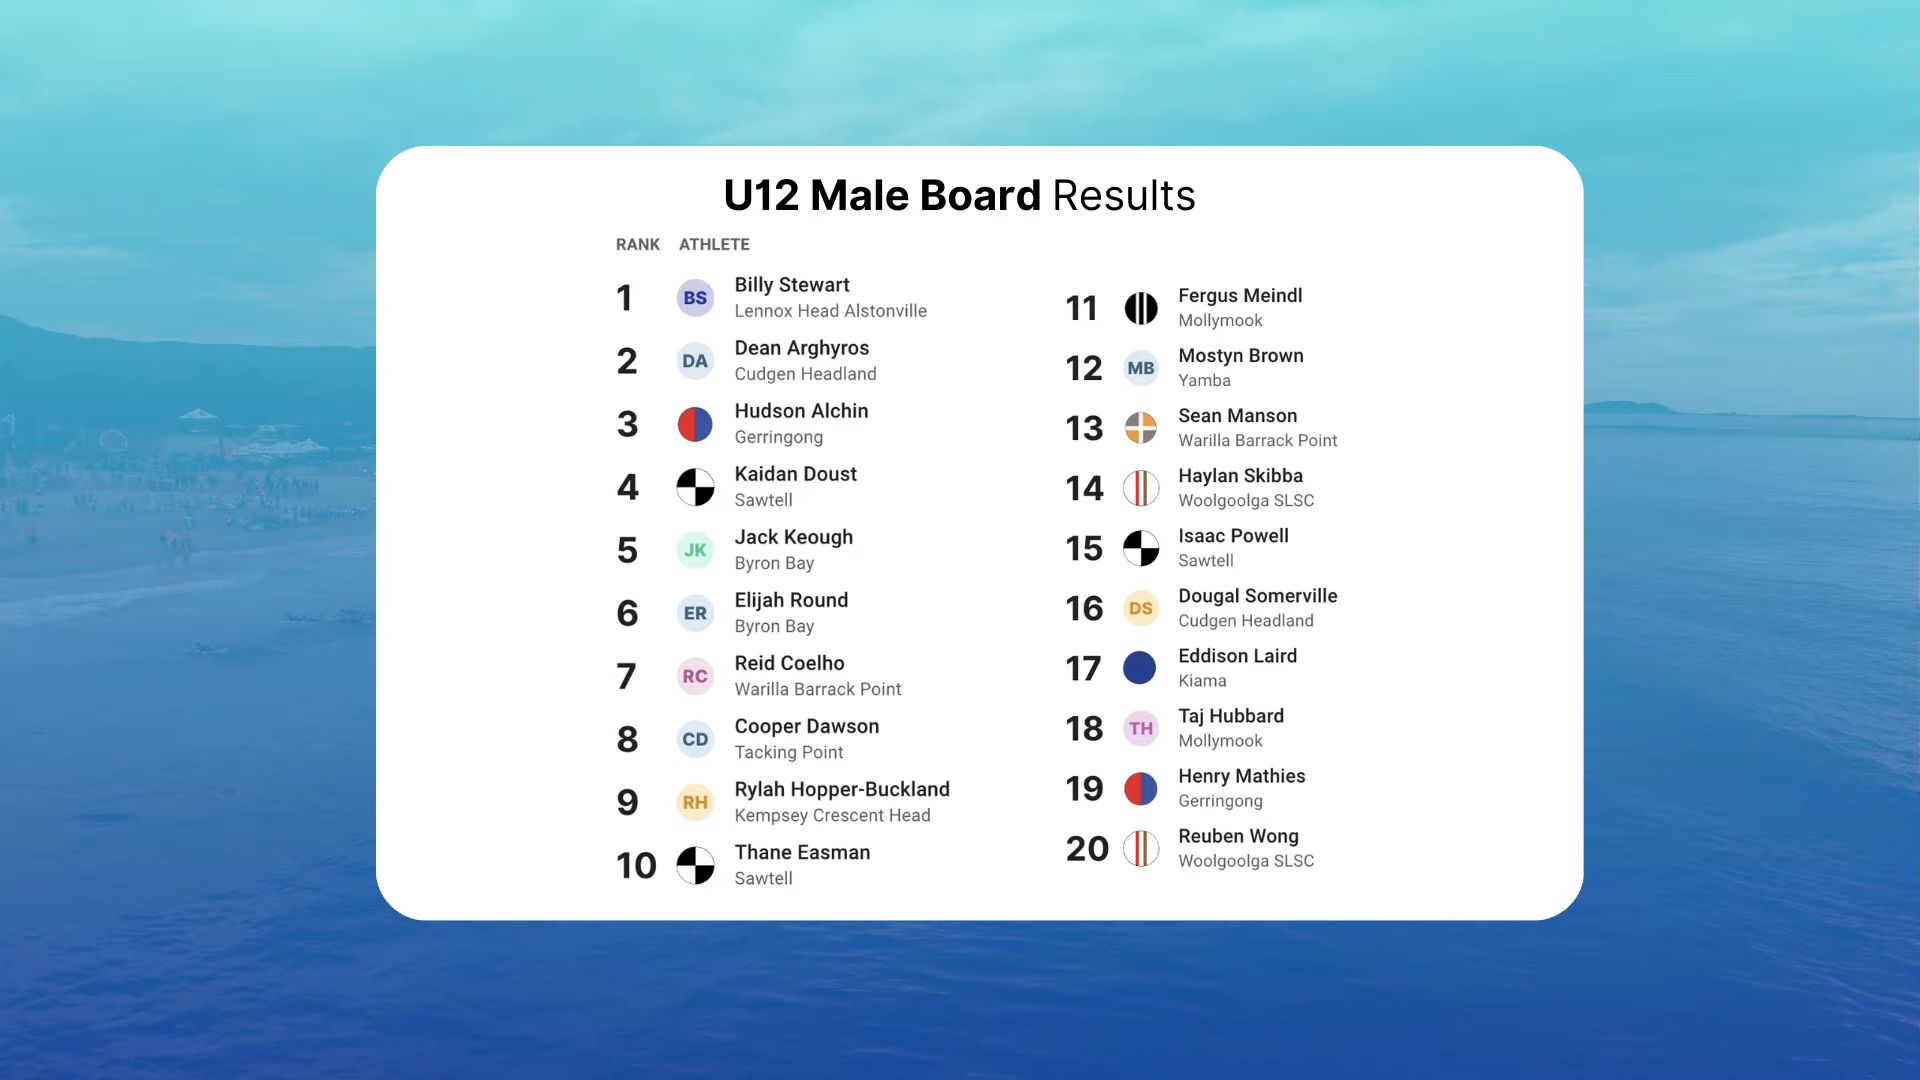 U12 Male Board Results
RANK ATHLETE
1 BS Billy Stewart
Lennox Head Alstonville
2 DA Dean Arghyros
Cudgen Headland
3 Hudson Alchin
Gerringong
4 Kaidan Doust
Sawtell
5 JK Jack Keough
Byron Bay
6 ER Elijah Round
Byron Bay
7 RC Reid Coelho
Warilla Barrack Point
8 CD Cooper Dawson
Tacking Point
9 RH Rylah Hopper-Buckland
Kempsey Crescent Head
10 Thane Easman
Sawtell
11 Fergus Meindl
Mollymook
12 MB Mostyn Brown
Yamba
13 Sean Manson
Warilla Barrack Point
14 Haylan Skibba
Woolgoolga SLSC
15 Isaac Powell
Sawtell
16 DS Dougal Somerville
Cudgen Headland
17 Eddison Laird
Kiama
18 TH Taj Hubbard
Mollymook
19 Henry Mathies
Gerringong
20 Reuben Wong
Woolgoolga SLSC